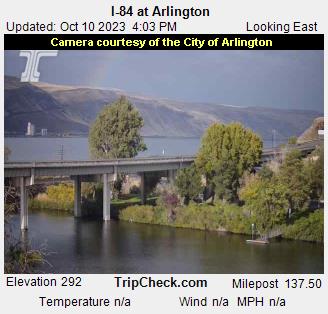 I-84 at Arlington
Updated: Oct 10 2023 4:03 PM Looking East
Camera courtesy of the City of Arlington
Elevation 292 TripCheck.com Milepost 137.50
Temperature n/a Wind n/a MPH n/a